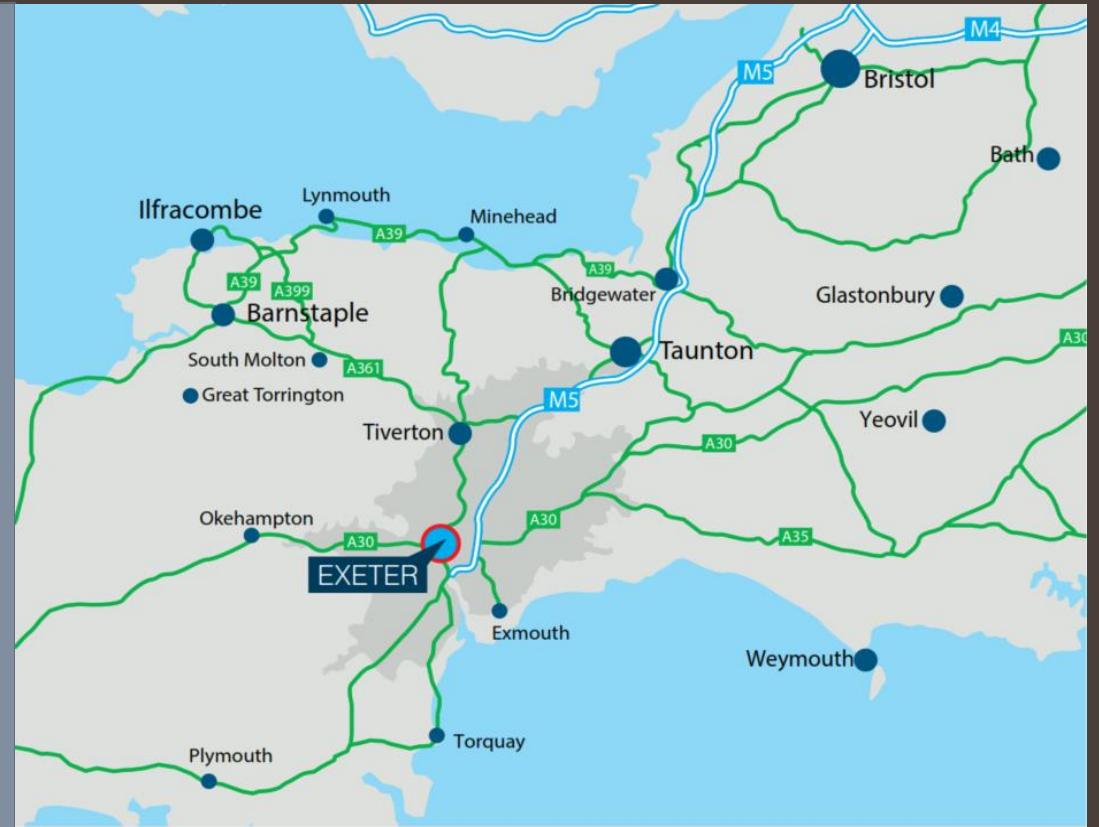 M4
M5
Bristol
Bath
Lynmouth
Ilfracombe
Minehead
A39
A39
A39
A399
Bridgewater
Glastonbury
Barnstaple
A30
Taunton
South Molton
A361
Great Torrington
M5
Yeovil
Tiverton
A30
Okehampton
A30
A30
A35
EXETER
Exmouth
Weymouth
Torquay
Plymouth